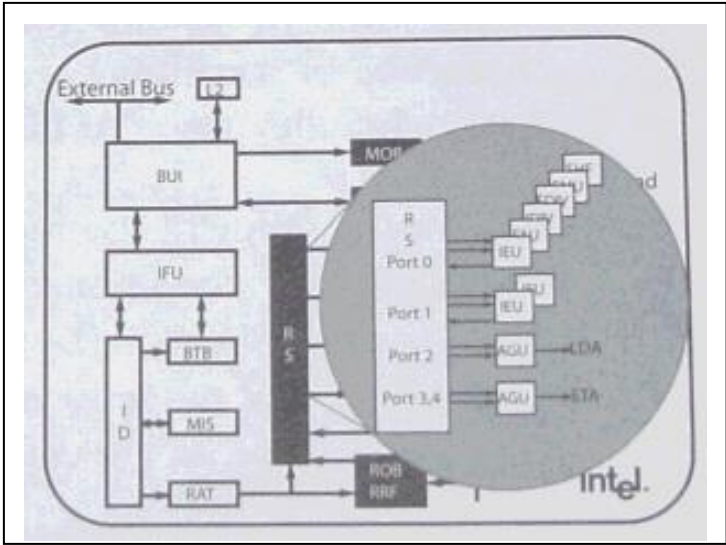 External Bus
L2
BUI
MOB
IFU
BTB
I
D
MIS
RAT
R
S
ROB
RRF
R
S
Port 0
Port 1
Port 2
Port 3,4
IEU
IEU
AGU
LDA
AGU
STA
intel.